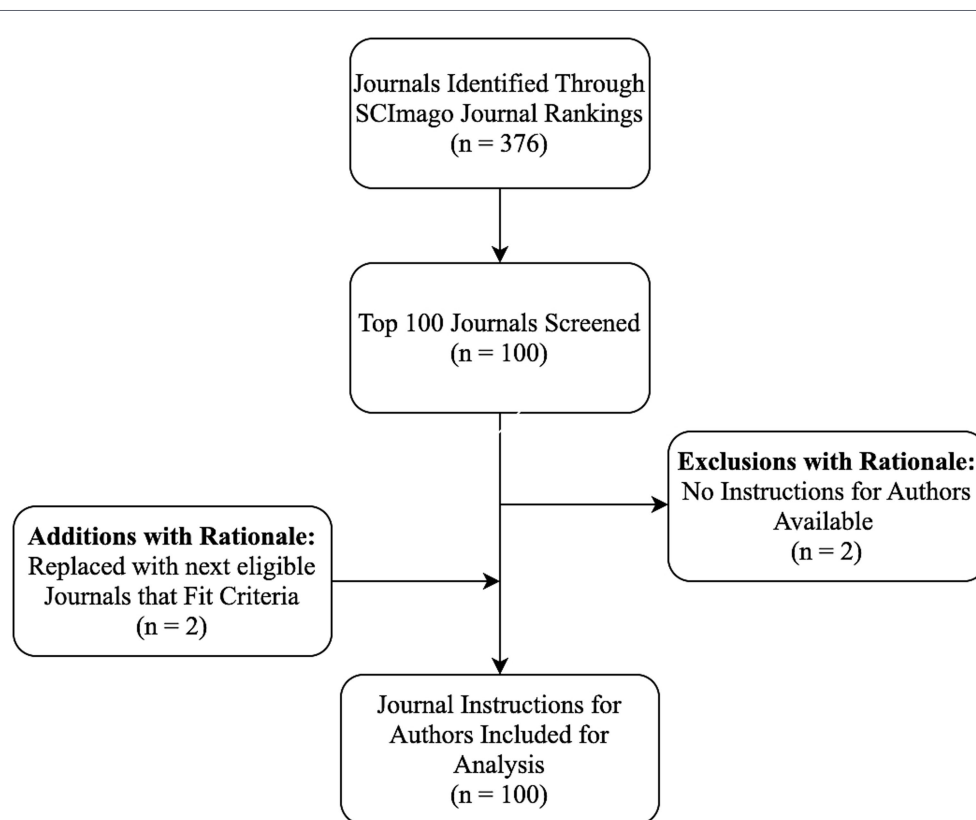 Journals Identified Through
SCImago Journal Rankings
(n = 376)
Top 100 Journals Screened
(n = 100)
Exclusions with Rationale:
No Instructions for Authors
Available
(n = 2)
Additions with Rationale:
Replaced with next eligible
Journals that Fit Criteria
(n = 2)
Journal Instructions for
Authors Included for
Analysis
(n = 100)